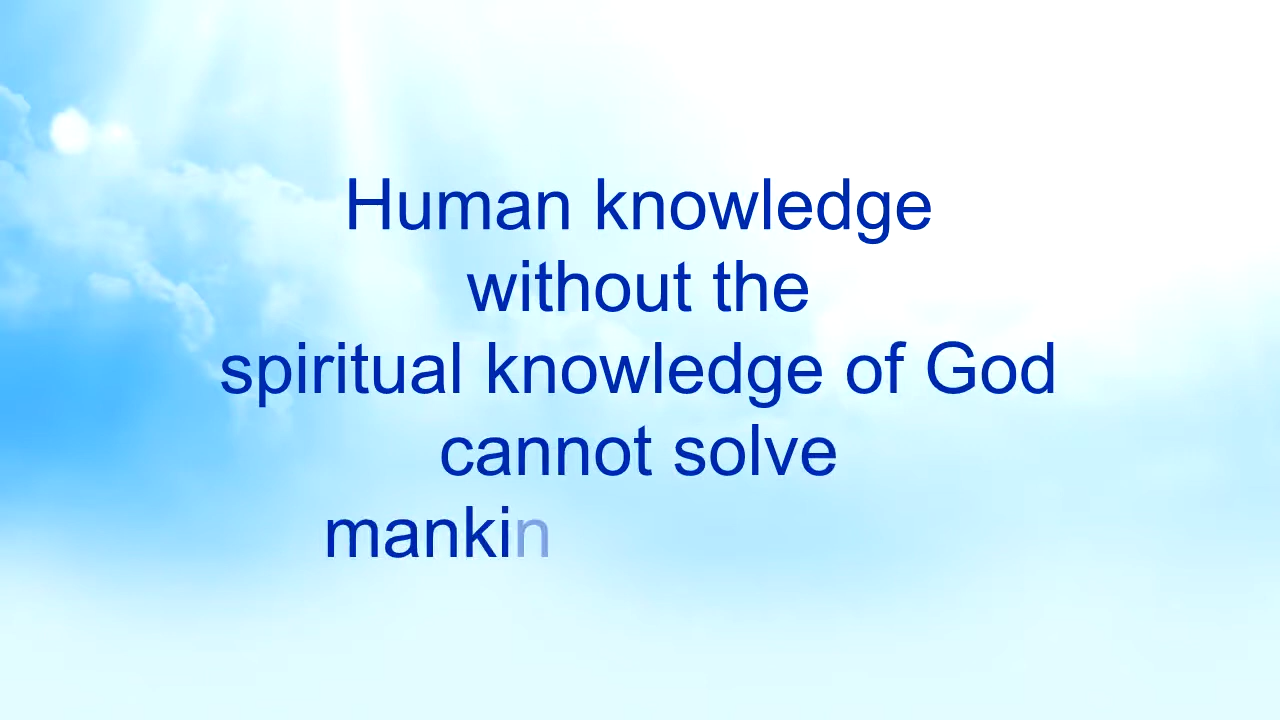 Human knowledge
without the
spiritual knowledge of God
cannot solve
mankin